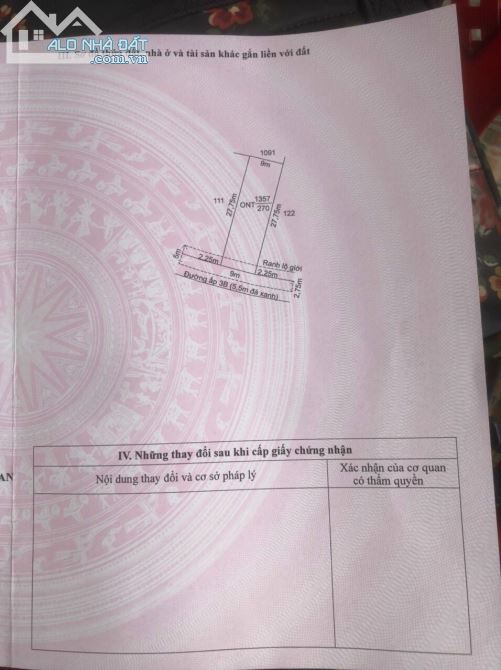 ALO NHÀ ĐẤT
.com.vn
nhà ở và tài sản khác gắn liền với đất
1091
9m
111
27,75m
ONT
1357
270
27,75m
122
5m
2,25m
Ranh lộ giới
9m
2,25m
Đường ấp 3B (5,5m đá xanh)
2,75m
IV. Những thay đổi sau khi cấp giấy chứng nhận
AN
Nội dung thay đổi và cơ sở pháp lý
Xác nhận của cơ quan
có thẩm quyền